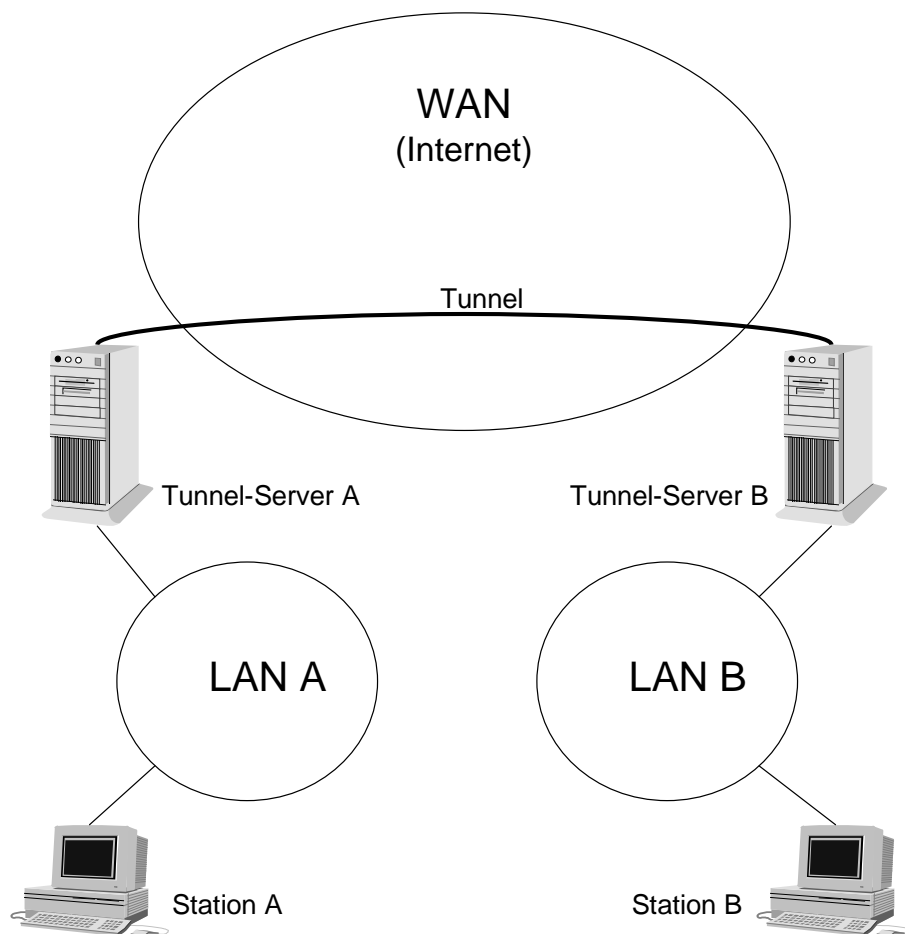 WAN
(Internet)
Tunnel
Tunnel-Server A
Tunnel-Server B
LAN A
LAN B
Station A
Station B